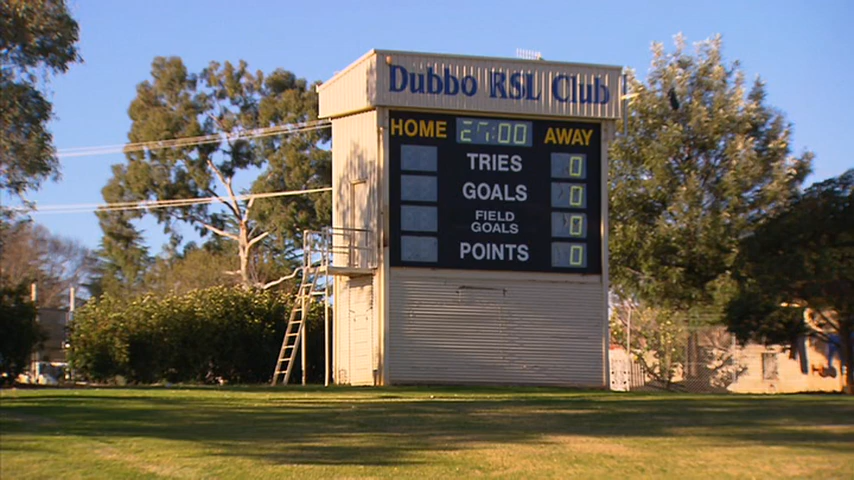 Dubbo RSL Club
HOME 27:00 AWAY
TRIES 0
GOALS 0
FIELD
GOALS 0
POINTS 0